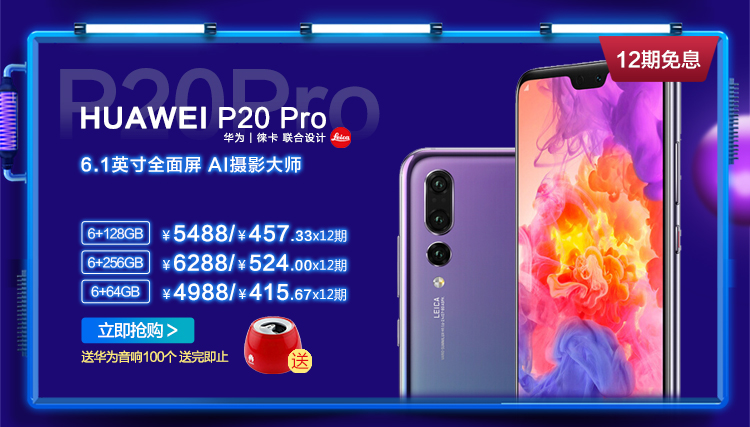 12期免息
P20Pro
HUAWEI P20 Pro
华为 | 徕卡 联合设计 Leica
6.1英寸全面屏 AI摄影大师
6+128GB ¥5488/¥457.33x12期
6+256GB ¥6288/¥524.00x12期
6+64GB ¥4988/¥415.67x12期
立即抢购 >
送华为音响100个 送完即止
送
LEICA